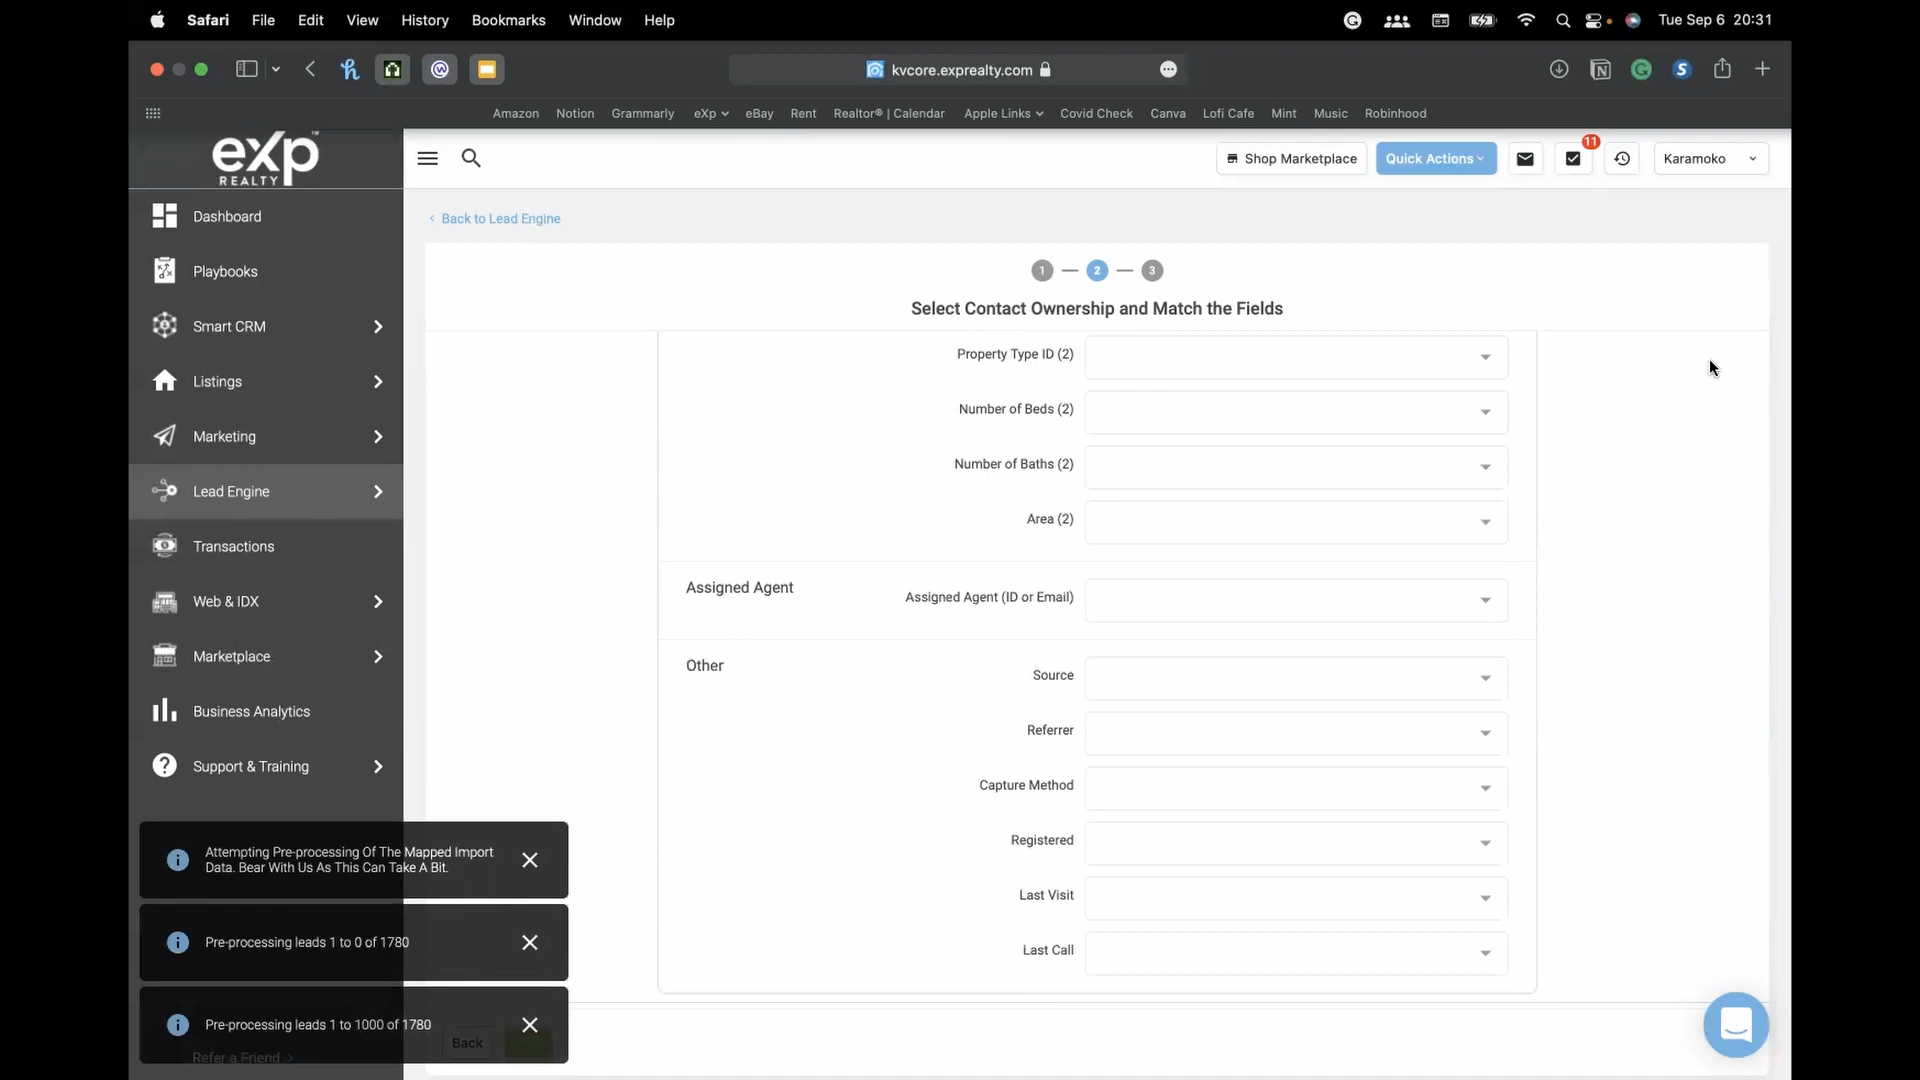 Safari File Edit View History Bookmarks Window Help
Tue Sep 6 20:31
kvcore.exprealty.com
Amazon Notion Grammarly eXp eBay Rent Realtor® | Calendar Apple Links Covid Check Canva Lofi Cafe Mint Music Robinhood
eXp
REALTY
Shop Marketplace
Quick Actions
11
Karamoko
Dashboard
Playbooks
Smart CRM
Listings
Marketing
Lead Engine
Transactions
Web & IDX
Marketplace
Business Analytics
Support & Training
Back to Lead Engine
1 2 3
Select Contact Ownership and Match the Fields
Property Type ID (2)
Number of Beds (2)
Number of Baths (2)
Area (2)
Assigned Agent
Assigned Agent (ID or Email)
Other
Source
Referrer
Capture Method
Registered
Last Visit
Last Call
Attempting Pre-processing Of The Mapped Import
Data. Bear With Us As This Can Take A Bit.
Pre-processing leads 1 to 0 of 1780
Pre-processing leads 1 to 1000 of 1780
Refer a Friend
Back